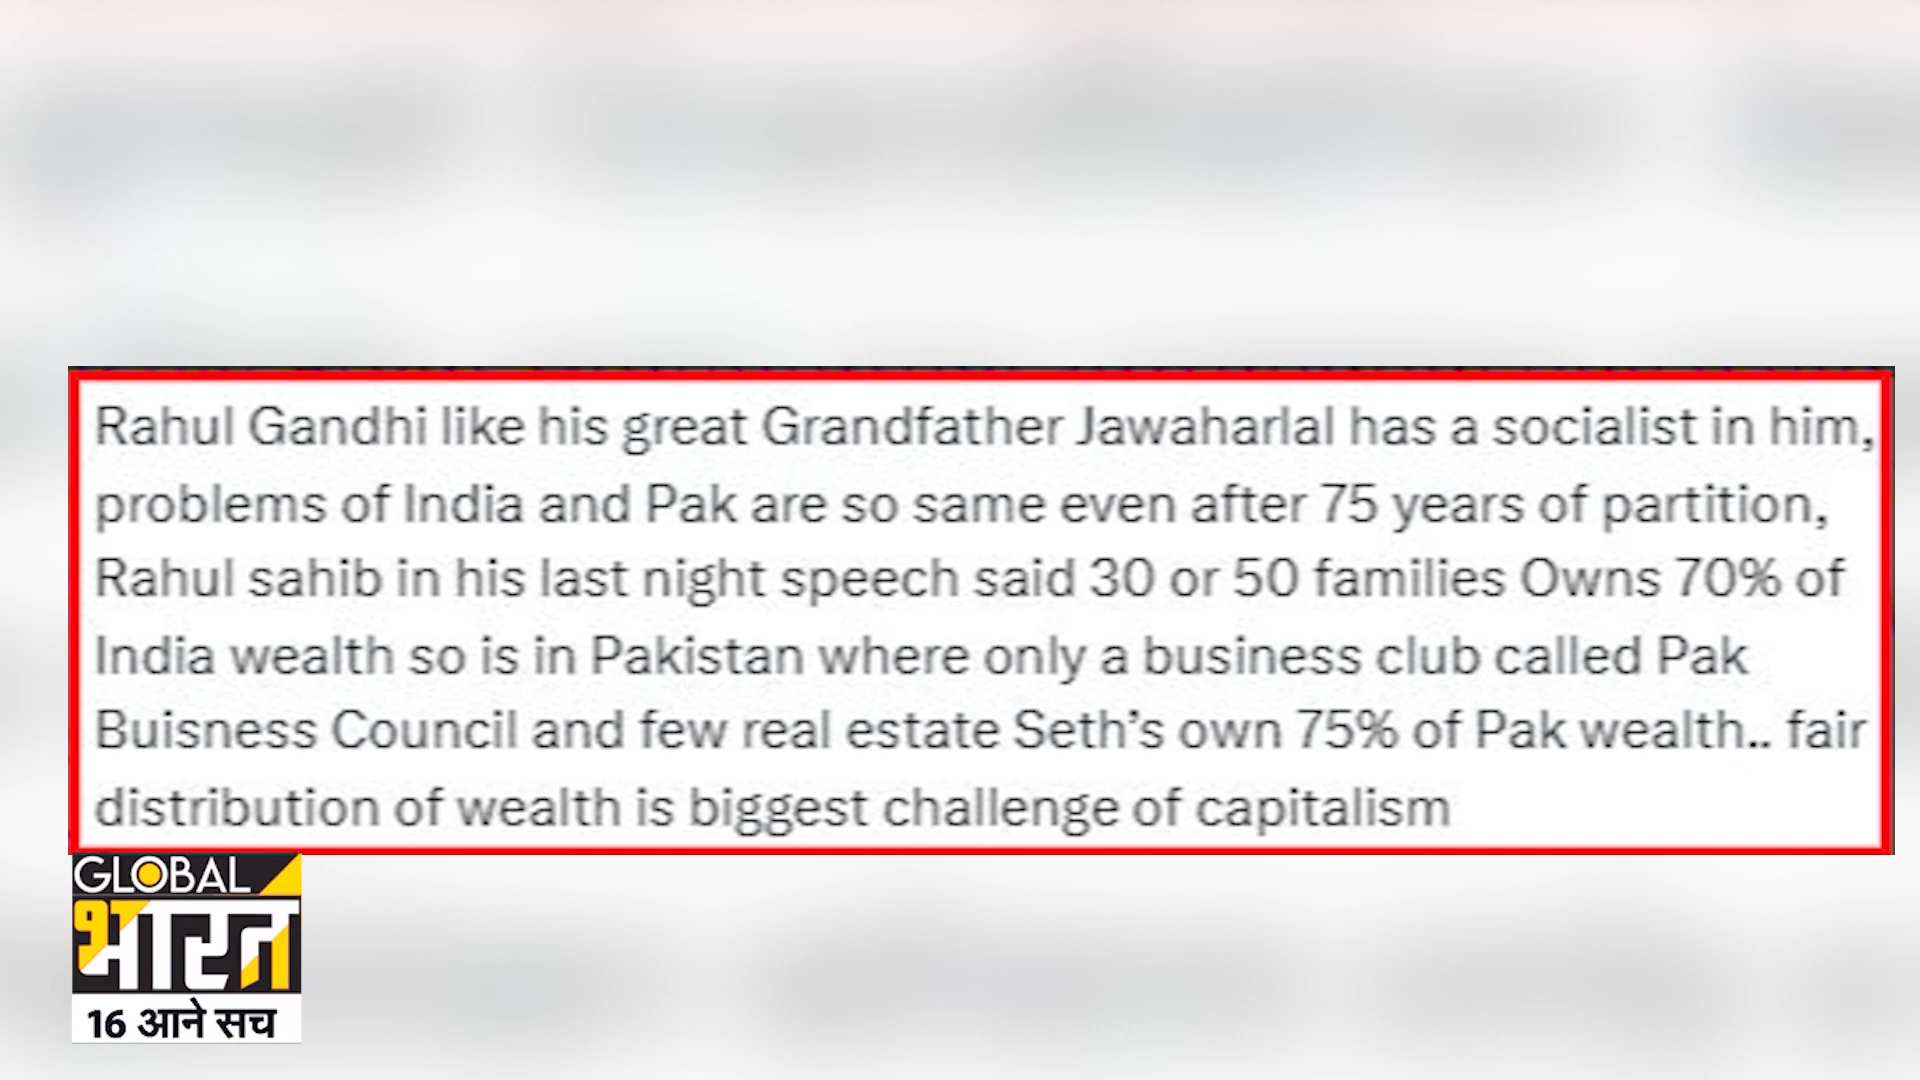 Rahul Gandhi like his great Grandfather Jawaharlal has a socialist in him,
problems of India and Pak are so same even after 75 years of partition,
Rahul sahib in his last night speech said 30 or 50 families Owns 70% of
India wealth so is in Pakistan where only a business club called Pak
Buisness Council and few real estate Seth’s own 75% of Pak wealth.. fair
distribution of wealth is biggest challenge of capitalism
GLOBAL
भारत
16 आने सच